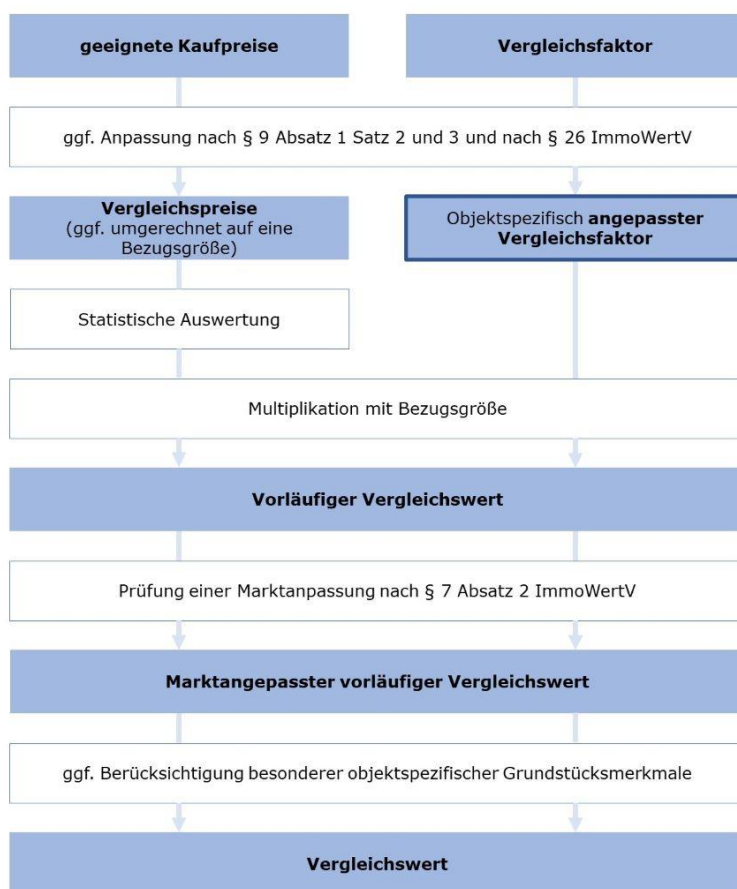 geeignete Kaufpreise
Vergleichsfaktor
ggf. Anpassung nach § 9 Absatz 1 Satz 2 und 3 und nach § 26 ImmoWertV
Vergleichspreise
(ggf. umgerechnet auf eine
Bezugsgröße)
Objektspezifisch angepasster
Vergleichsfaktor
Statistische Auswertung
Multiplikation mit Bezugsgröße
Vorläufiger Vergleichswert
Prüfung einer Marktanpassung nach § 7 Absatz 2 ImmoWertV
Marktangepasster vorläufiger Vergleichswert
ggf. Berücksichtigung besonderer objektspezifischer Grundstücksmerkmale
Vergleichswert